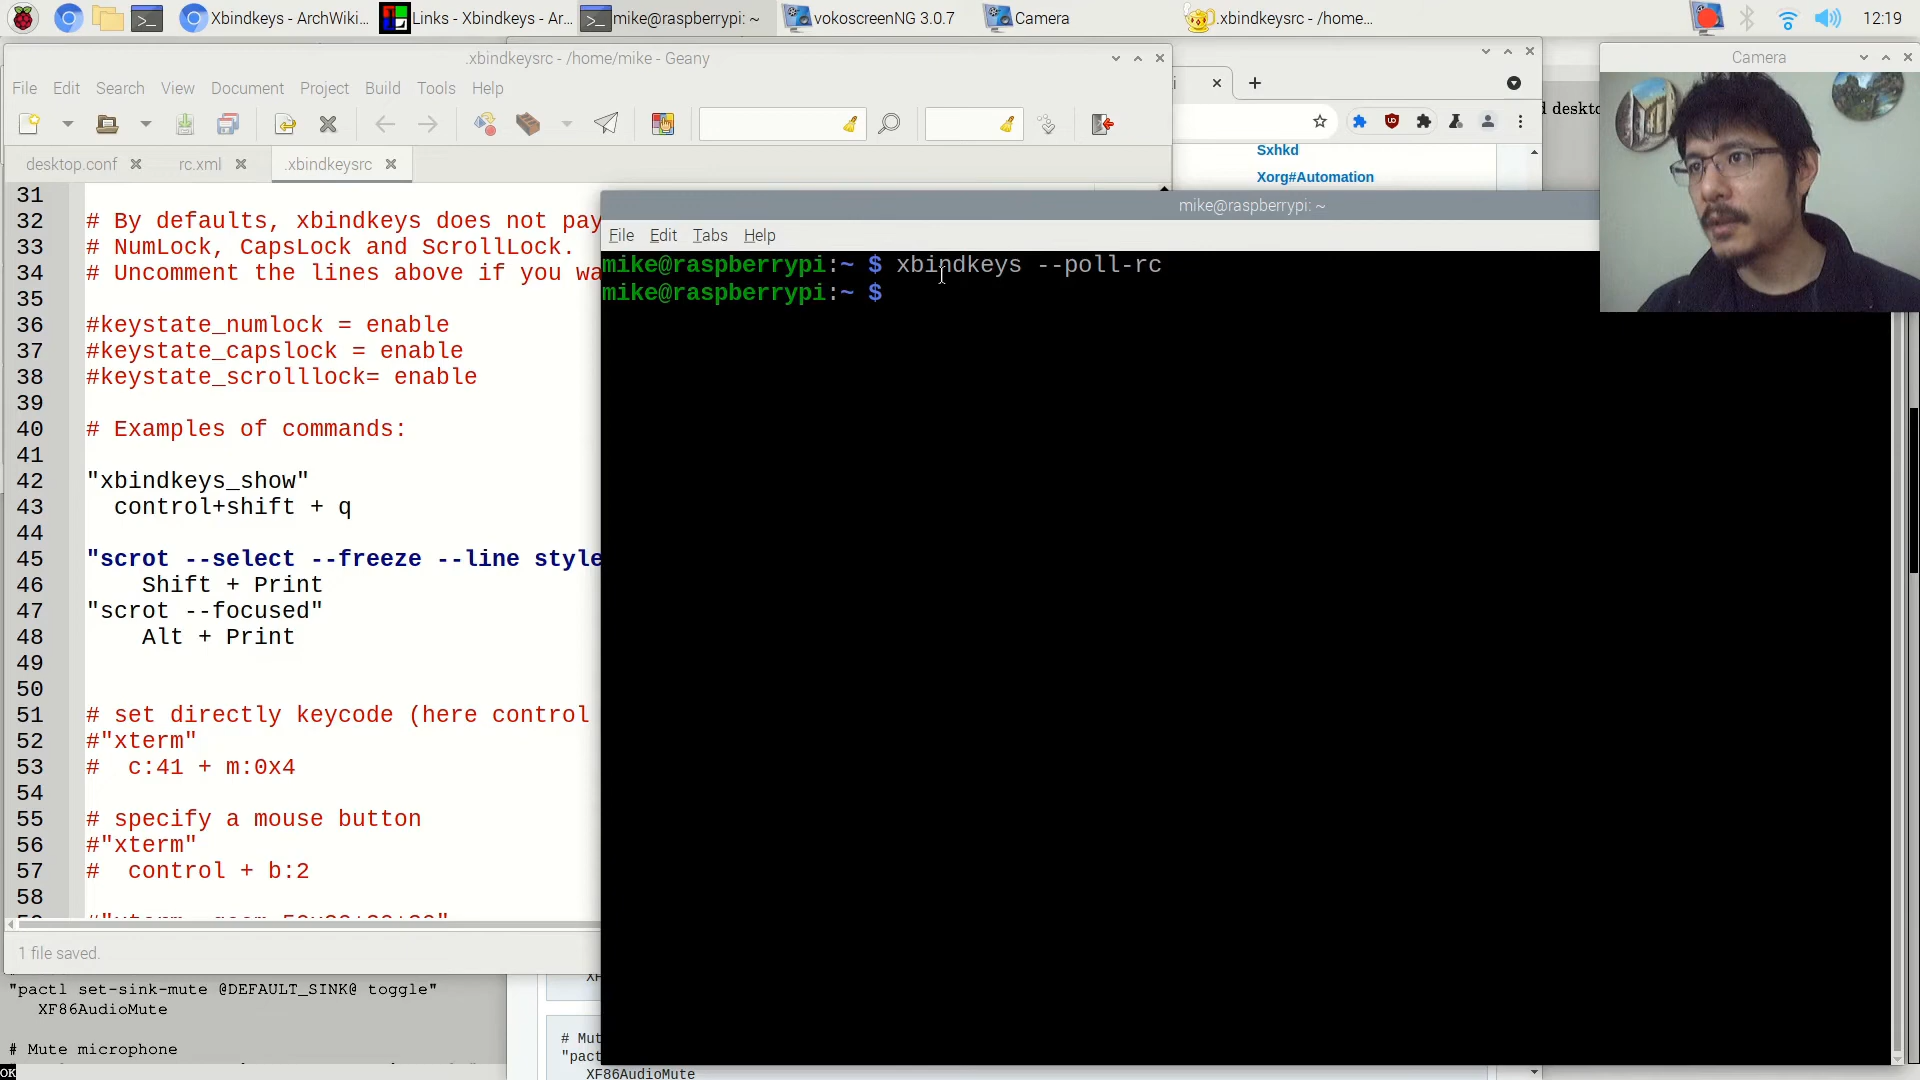 Xbindkeys - ArchWiki...
Links - Xbindkeys - Ar...
mike@raspberrypi: ~
vokoscreenNG 3.0.7
Camera
.xbindkeysrc - /home...
12:19
.xbindkeysrc - /home/mike - Geany
File Edit Search View Document Project Build Tools Help
desktop.conf
rc.xml
.xbindkeysrc
31
32 # By defaults, xbindkeys does not pay
33 # NumLock, CapsLock and ScrollLock.
34 # Uncomment the lines above if you wa
35
36 #keystate_numlock = enable
37 #keystate_capslock = enable
38 #keystate_scrolllock= enable
39
40 # Examples of commands:
41
42 "xbindkeys_show"
43 control+shift + q
44
45 "scrot --select --freeze --line style
46 Shift + Print
47 "scrot --focused"
48 Alt + Print
49
50
51 # set directly keycode (here control
52 #"xterm"
53 # c:41 + m:0x4
54
55 # specify a mouse button
56 #"xterm"
57 # control + b:2
58
1 file saved.
"pactl set-sink-mute @DEFAULT_SINK@ toggle"
XF86AudioMute
# Mute microphone
OK
Sxhkd
Xorg#Automation
d deskto
Camera
mike@raspberrypi: ~
File Edit Tabs Help
mike@raspberrypi:~ $ xbindkeys --poll-rc
mike@raspberrypi:~ $
# Mut
"pact
XF86AudioMute